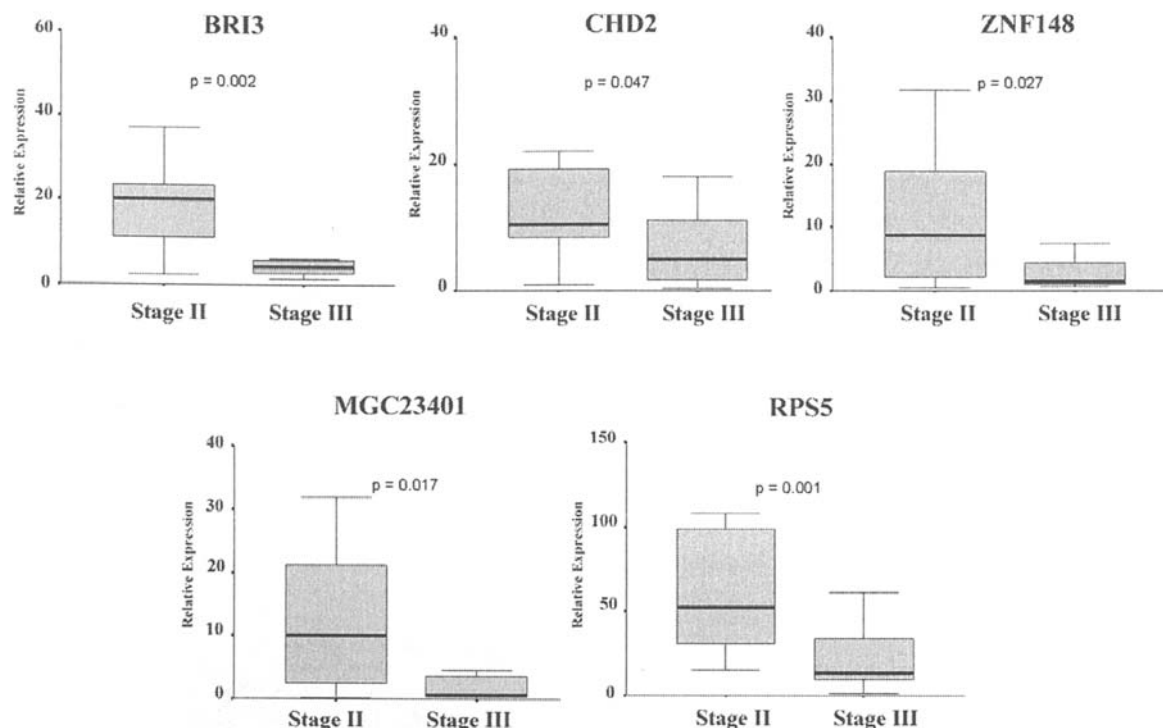 BRI3
60
40
20
0
Relative Expression
p = 0.002
Stage II
Stage III
CHD2
40
20
0
Relative Expression
p = 0.047
Stage II
Stage III
ZNF148
40
30
20
10
0
Relative Expression
p = 0.027
Stage II
Stage III
MGC23401
40
30
20
10
0
Relative Expression
p = 0.017
Stage II
Stage III
RPS5
150
100
50
0
Relative Expression
p = 0.001
Stage II
Stage III